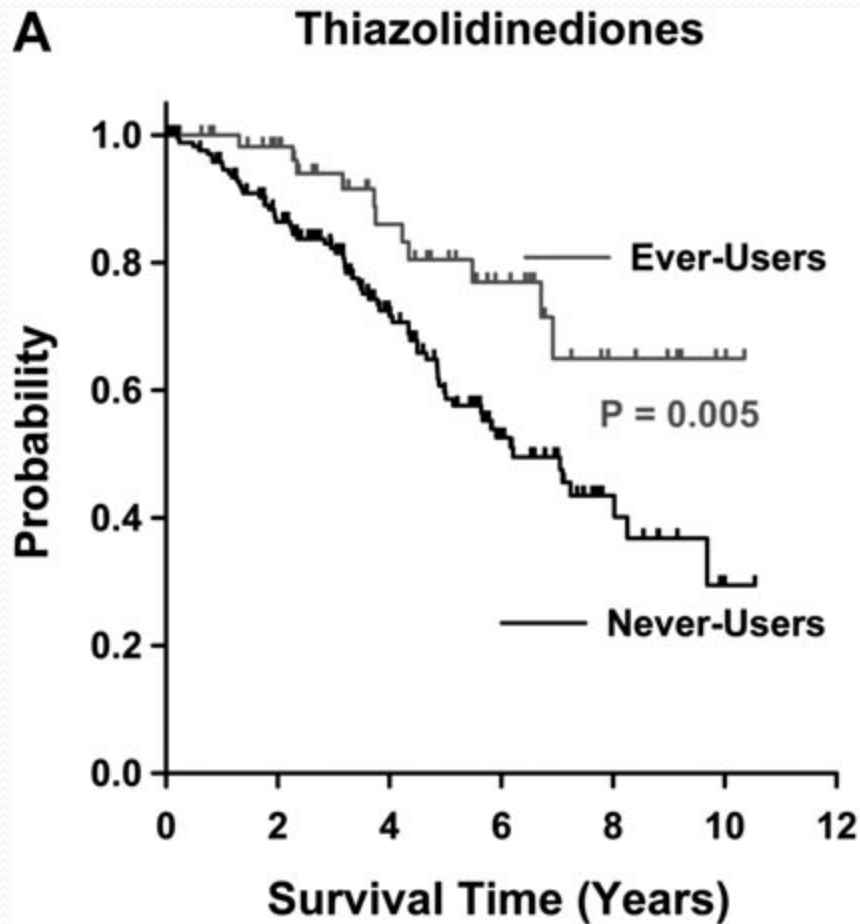 A
Thiazolidinediones
1.0
0.8
0.6
0.4
0.2
0.0
Probability
Ever-Users
P = 0.005
Never-Users
0 2 4 6 8 10 12
Survival Time (Years)